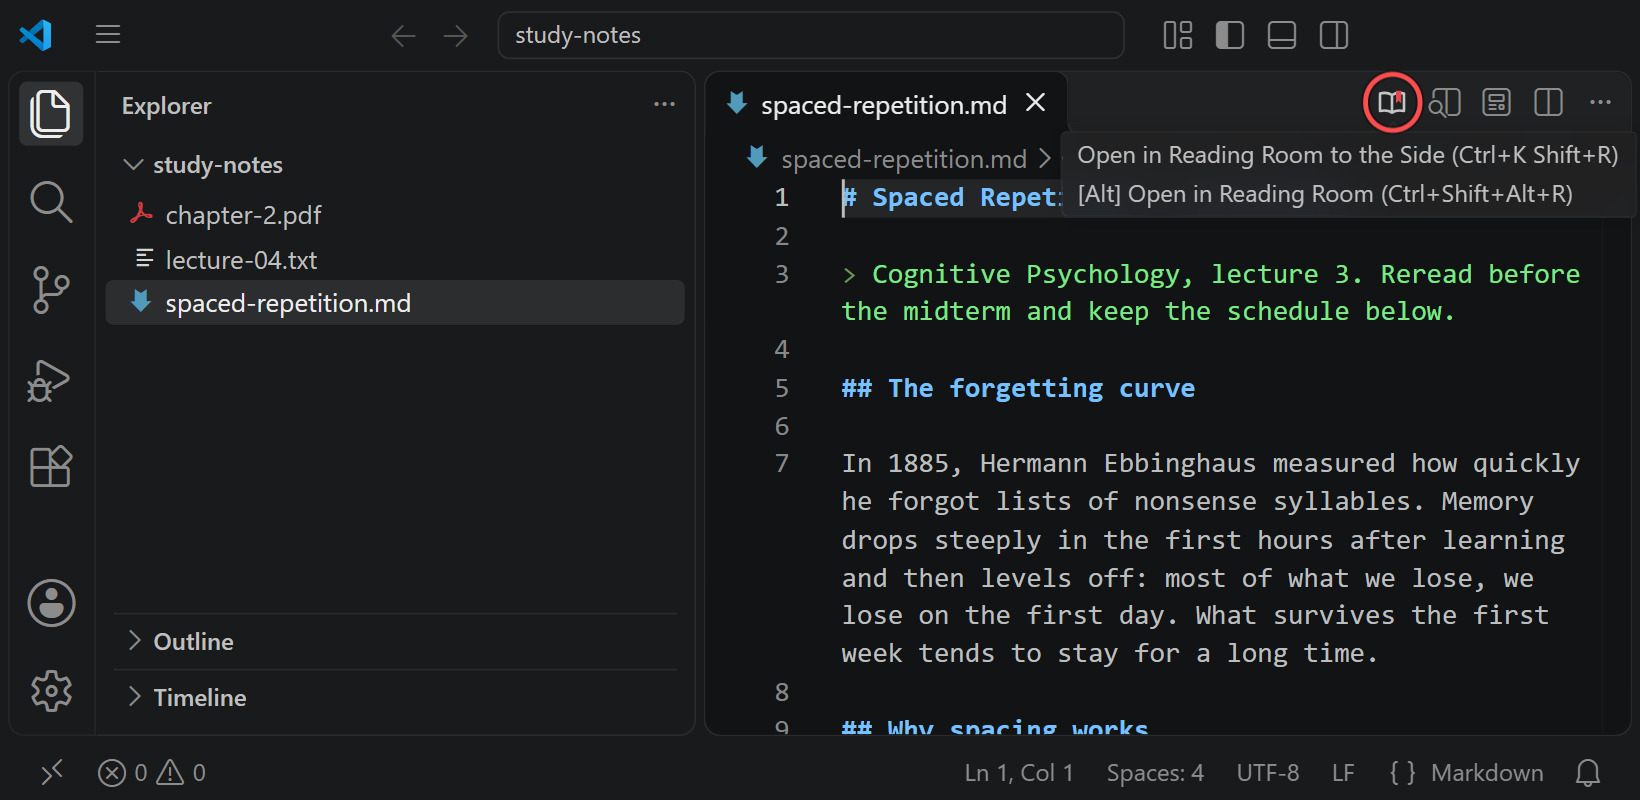 study-notes
Explorer
study-notes
chapter-2.pdf
lecture-04.txt
spaced-repetition.md
Outline
Timeline
spaced-repetition.md
spaced-repetition.md
Open in Reading Room to the Side (Ctrl+K Shift+R)
[Alt] Open in Reading Room (Ctrl+Shift+Alt+R)
1 # Spaced Repeti
2
3 > Cognitive Psychology, lecture 3. Reread before
the midterm and keep the schedule below.
4
5 ## The forgetting curve
6
7 In 1885, Hermann Ebbinghaus measured how quickly
he forgot lists of nonsense syllables. Memory
drops steeply in the first hours after learning
and then levels off: most of what we lose, we
lose on the first day. What survives the first
week tends to stay for a long time.
8
9 ## Why spacing works
0 0
Ln 1, Col 1 Spaces: 4 UTF-8 LF { } Markdown